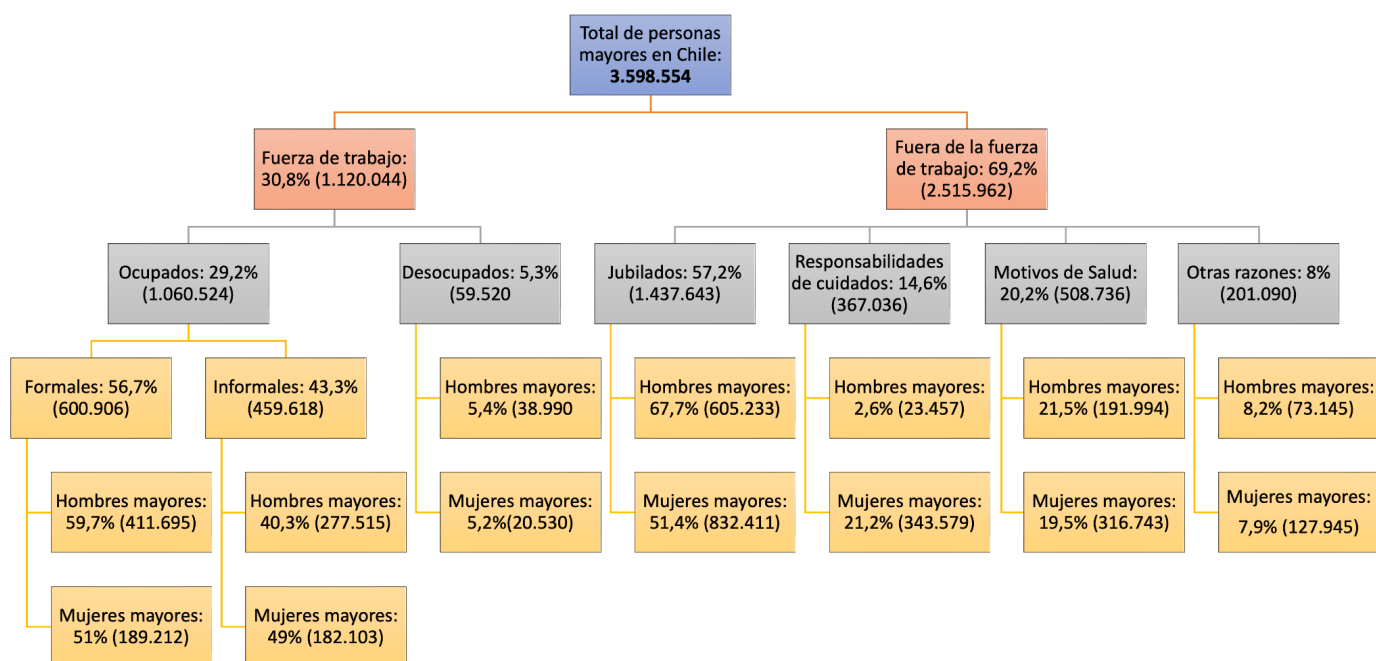 Total de personas
mayores en Chile:
3.598.554
Fuerza de trabajo:
30,8% (1.120.044)
Fuera de la fuerza
de trabajo: 69,2%
(2.515.962)
Ocupados: 29,2%
(1.060.524)
Desocupados: 5,3%
(59.520
Jubilados: 57,2%
(1.437.643)
Responsabilidades
de cuidados: 14,6%
(367.036)
Motivos de Salud:
20,2% (508.736)
Otras razones: 8%
(201.090)
Formales: 56,7%
(600.906)
Informales: 43,3%
(459.618)
Hombres mayores:
5,4% (38.990
Hombres mayores:
67,7% (605.233)
Hombres mayores:
2,6% (23.457)
Hombres mayores:
21,5% (191.994)
Hombres mayores:
8,2% (73.145)
Hombres mayores:
59,7% (411.695)
Hombres mayores:
40,3% (277.515)
Mujeres mayores:
5,2%(20.530)
Mujeres mayores:
51,4% (832.411)
Mujeres mayores:
21,2% (343.579)
Mujeres mayores:
19,5% (316.743)
Mujeres mayores:
7,9% (127.945)
Mujeres mayores:
51% (189.212)
Mujeres mayores:
49% (182.103)